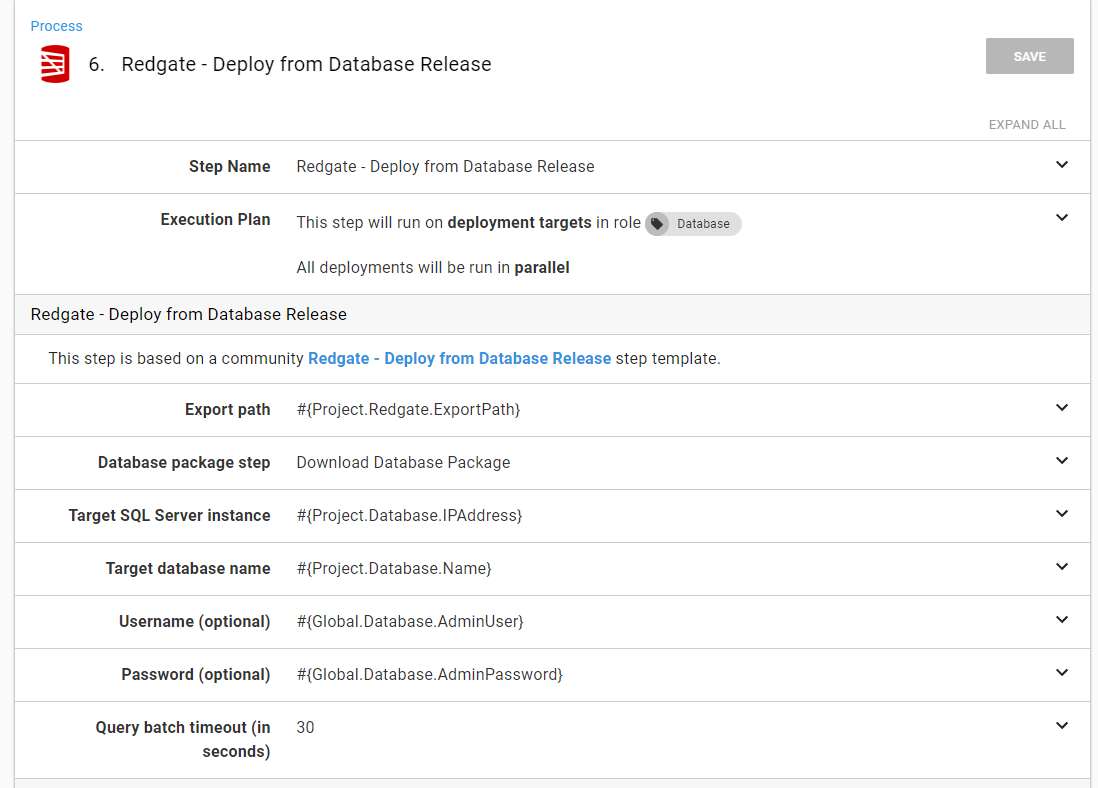 Process
6. Redgate - Deploy from Database Release
SAVE
EXPAND ALL
Step Name Redgate - Deploy from Database Release
Execution Plan This step will run on deployment targets in role Database
All deployments will be run in parallel
Redgate - Deploy from Database Release
This step is based on a community Redgate - Deploy from Database Release step template.
Export path #{Project.Redgate.ExportPath}
Database package step Download Database Package
Target SQL Server instance #{Project.Database.IPAddress}
Target database name #{Project.Database.Name}
Username (optional) #{Global.Database.AdminUser}
Password (optional) #{Global.Database.AdminPassword}
Query batch timeout (in 30
seconds)